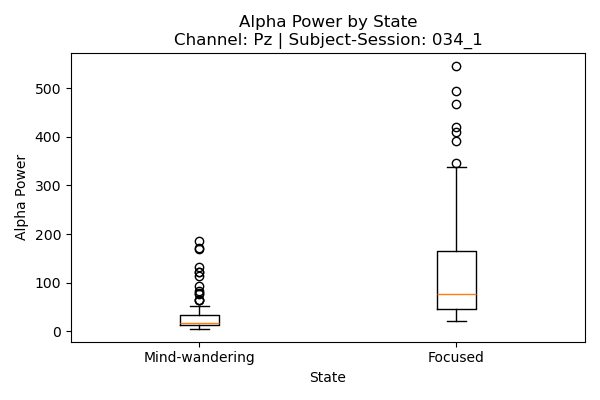 Alpha Power by State
Channel: Pz | Subject-Session: 034_1
Alpha Power
500
400
300
200
100
0
Mind-wandering
Focused
State